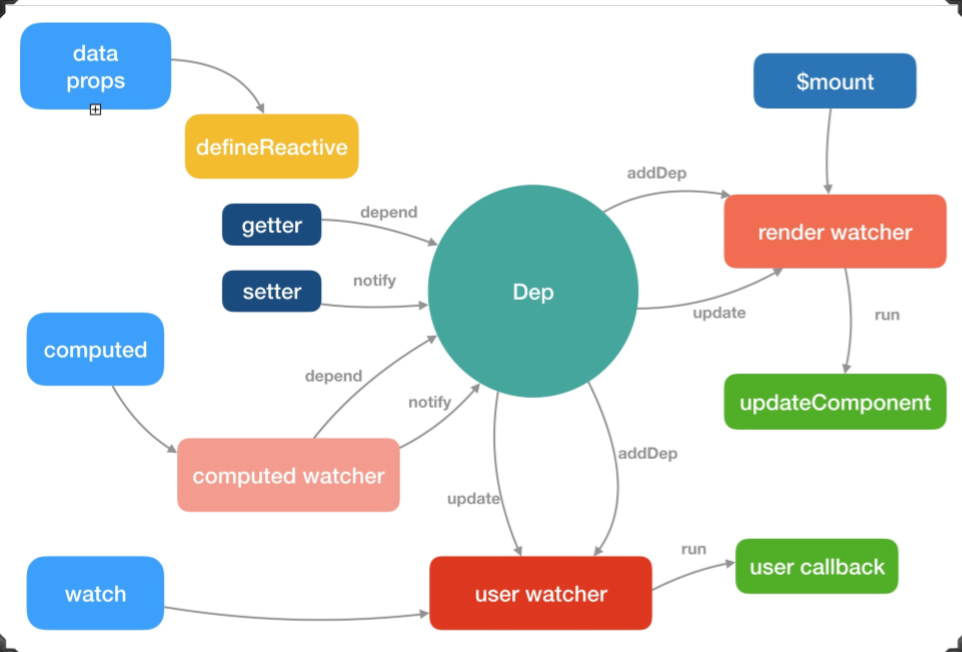 data
props
$mount
defineReactive
addDep
getter
depend
render watcher
setter
notify
Dep
update
run
computed
depend
notify
updateComponent
computed watcher
addDep
update
run
user callback
watch
user watcher